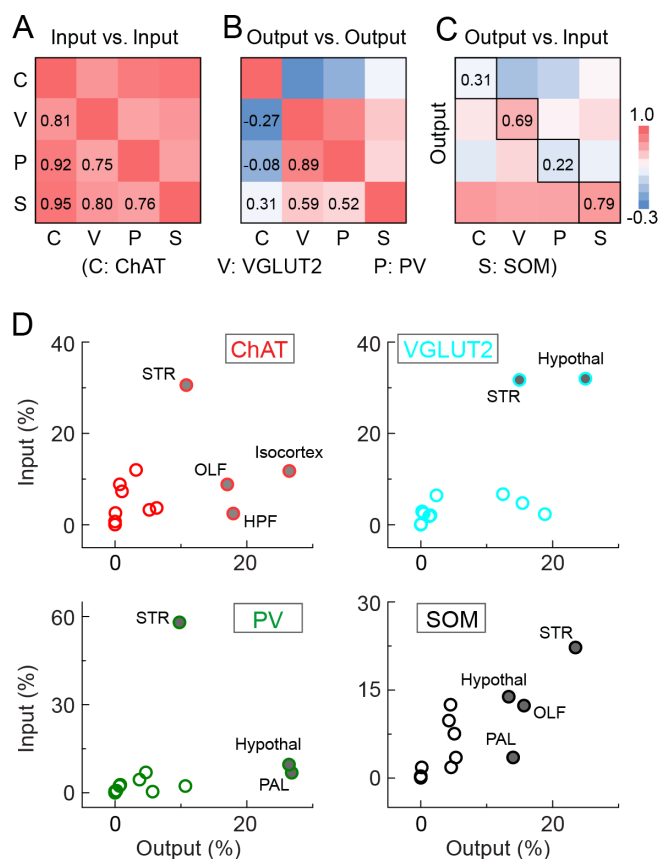 A
Input vs. Input
B
Output vs. Output
C
Output vs. Input
C
V
0.81
P
0.92 0.75
S
0.95 0.80 0.76
C V P S
-0.27
-0.08 0.89
0.31 0.59 0.52
C V P S
Output
0.31
0.69
0.22
0.79
C V P S
1.0
-0.3
(C: ChAT V: VGLUT2 P: PV S: SOM)
D
ChAT
STR
OLF
Isocortex
HPF
Input (%)
40
20
0
0 20
VGLUT2
Hypothal
STR
40
20
0
0 20
PV
STR
Hypothal
PAL
Input (%)
60
30
0
0 20
Output (%)
SOM
STR
Hypothal
OLF
PAL
30
15
0
0 20
Output (%)